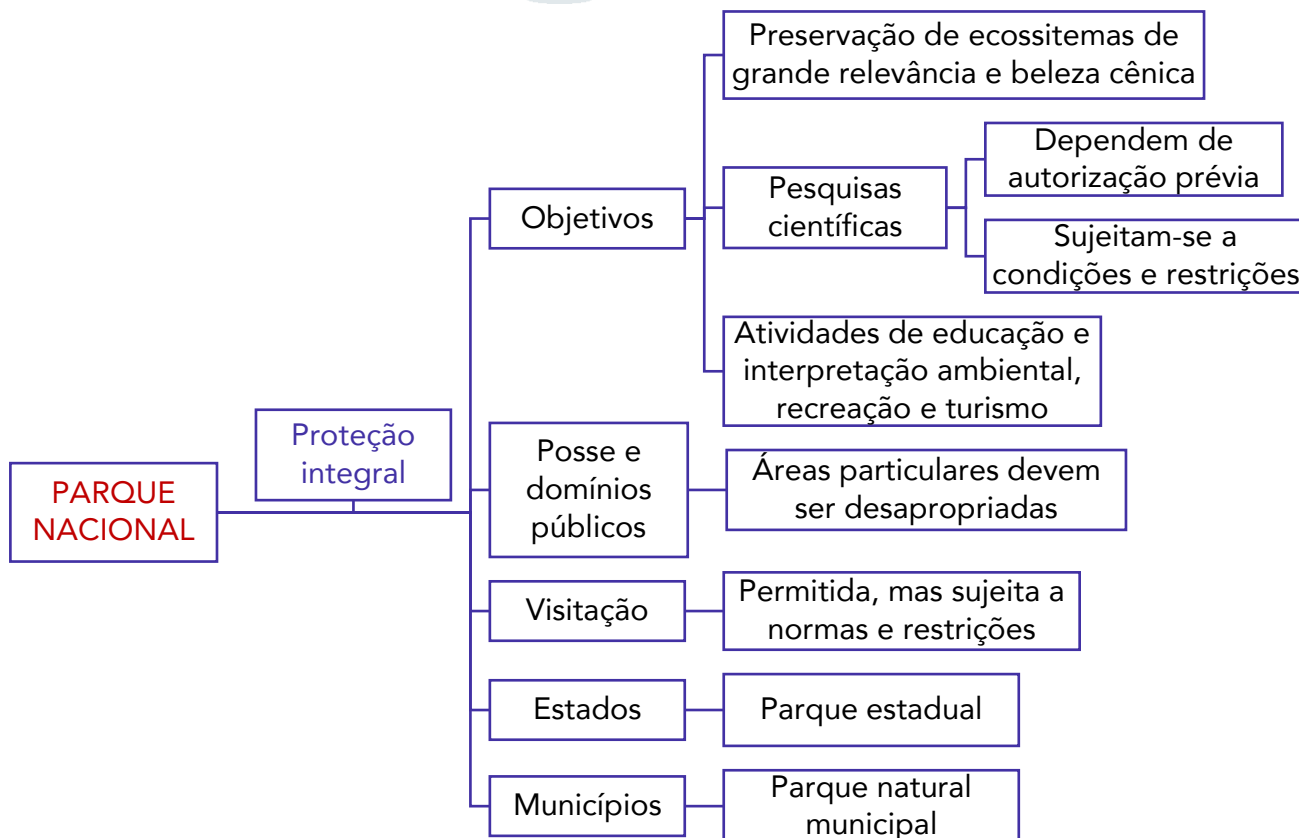 Preservação de ecossitemas de
grande relevância e beleza cênica
Dependem de
autorização prévia
Pesquisas
científicas
Objetivos
Sujeitam-se a
condições e restrições
Atividades de educação e
interpretação ambiental,
recreação e turismo
Proteção
integral
PARQUE
NACIONAL
Posse e
domínios
públicos
Áreas particulares devem
ser desapropriadas
Visitação
Permitida, mas sujeita a
normas e restrições
Estados
Parque estadual
Municípios
Parque natural
municipal